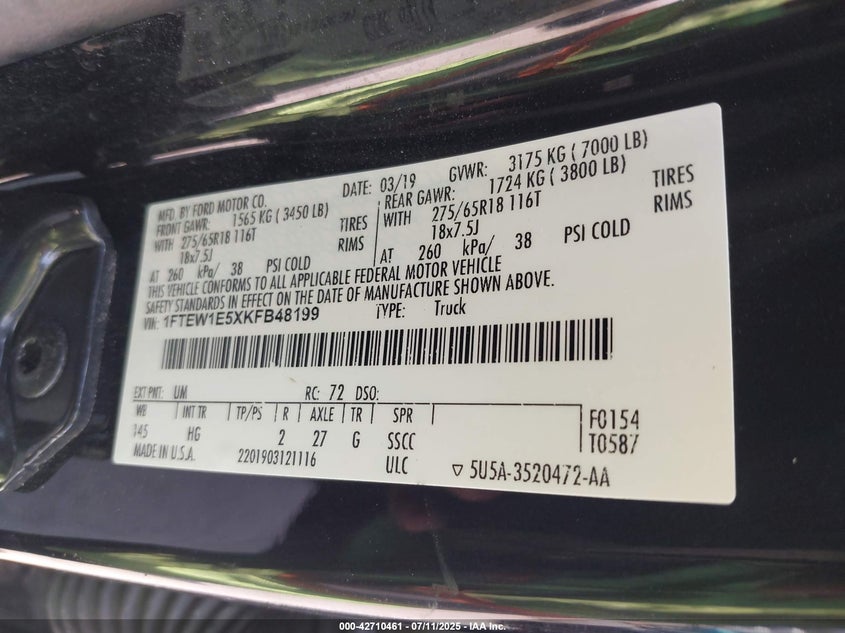 MFD. BY FORD MOTOR CO. DATE: 03/19 GVWR: 3175 KG ( 7000 LB)
FRONT GAWR: 1565 KG ( 3450 LB) REAR GAWR: 1724 KG ( 3800 LB)
WITH 275/65R18 116T TIRES WITH 275/65R18 116T TIRES
18x7.5J RIMS 18x7.5J RIMS
AT 260 kPa/ 38 PSI COLD AT 260 kPa/ 38 PSI COLD
THIS VEHICLE CONFORMS TO ALL APPLICABLE FEDERAL MOTOR VEHICLE
SAFETY STANDARDS IN EFFECT ON THE DATE OF MANUFACTURE SHOWN ABOVE.
VIN: 1FTEW1E5XKFB48199 TYPE: Truck
EXT PNT: UM RC: 72 DSO:
WB INT TR TP/PS R AXLE TR SPR F0154
145 HG 2 27 G SSCC T0587
MADE IN U.S.A. 2201903121116 ULC ▽ 5U5A-3520472-AA
000-42710461 - 07/11/2025 - IAA Inc.